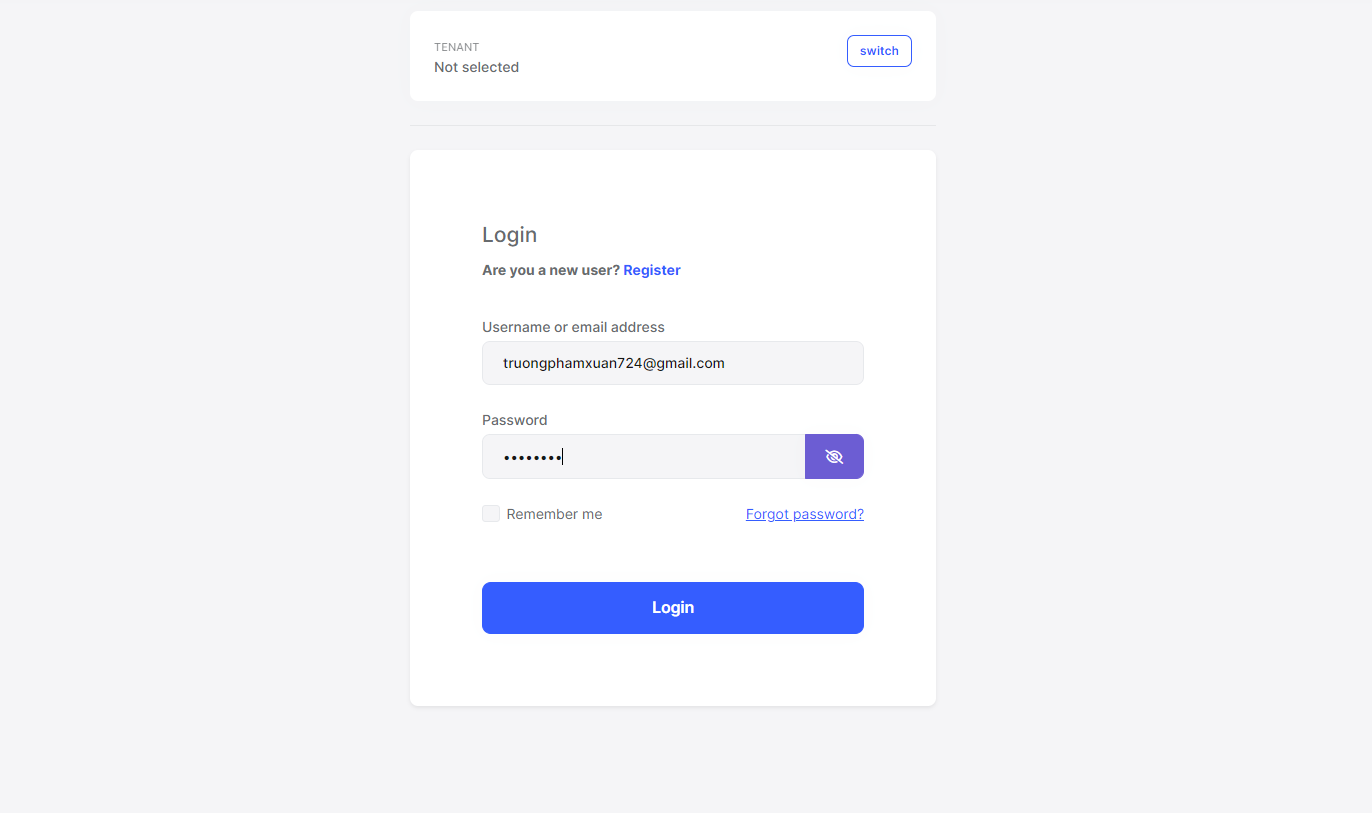 TENANT
Not selected
switch
Login
Are you a new user? Register
Username or email address
truongphamxuan724@gmail.com
Password
••••••••
Remember me
Forgot password?
Login